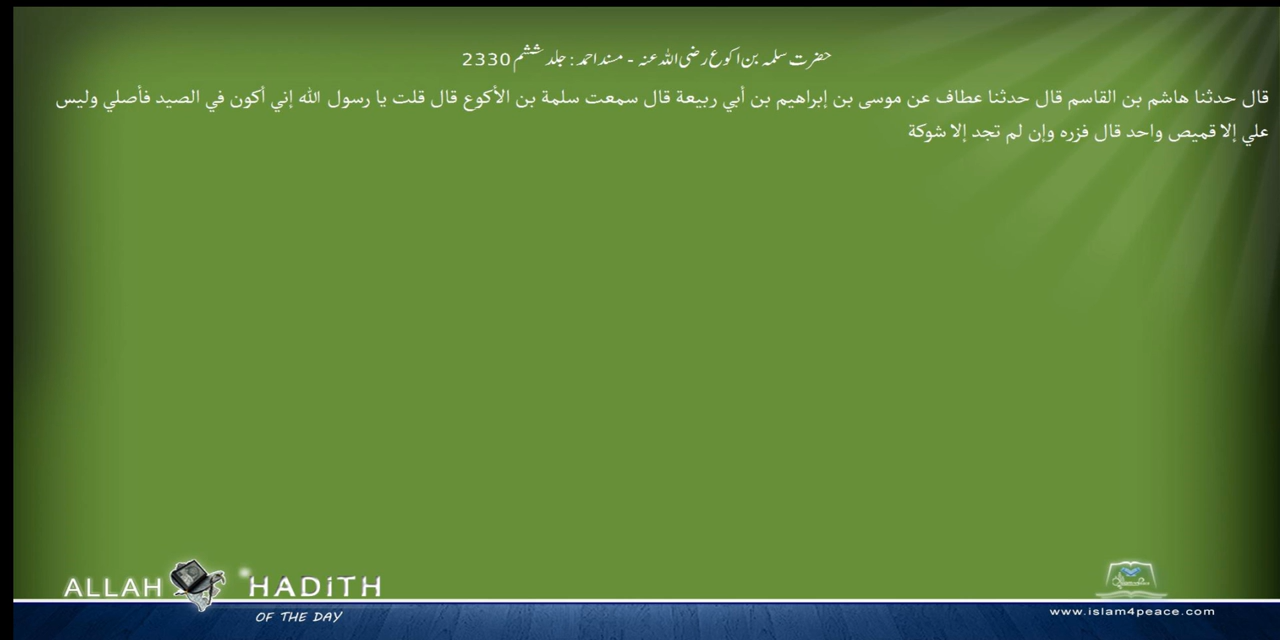 حضرت سلمہ بن اکوع رضی اللہ عنہ - مسند احمد: جلد ششم 2330
قال حدثنا هاشم بن القاسم قال حدثنا عطاف عن موسى بن إبراهيم بن أبي ربيعة قال سمعت سلمة بن الأكوع قال قلت يا رسول الله إني أكون في الصيد فأصلي وليس
علي إلا قميص واحد قال فزره وإن لم تجد إلا شوكة
ALLAH HADITH
OF THE DAY
www.islam4peace.com